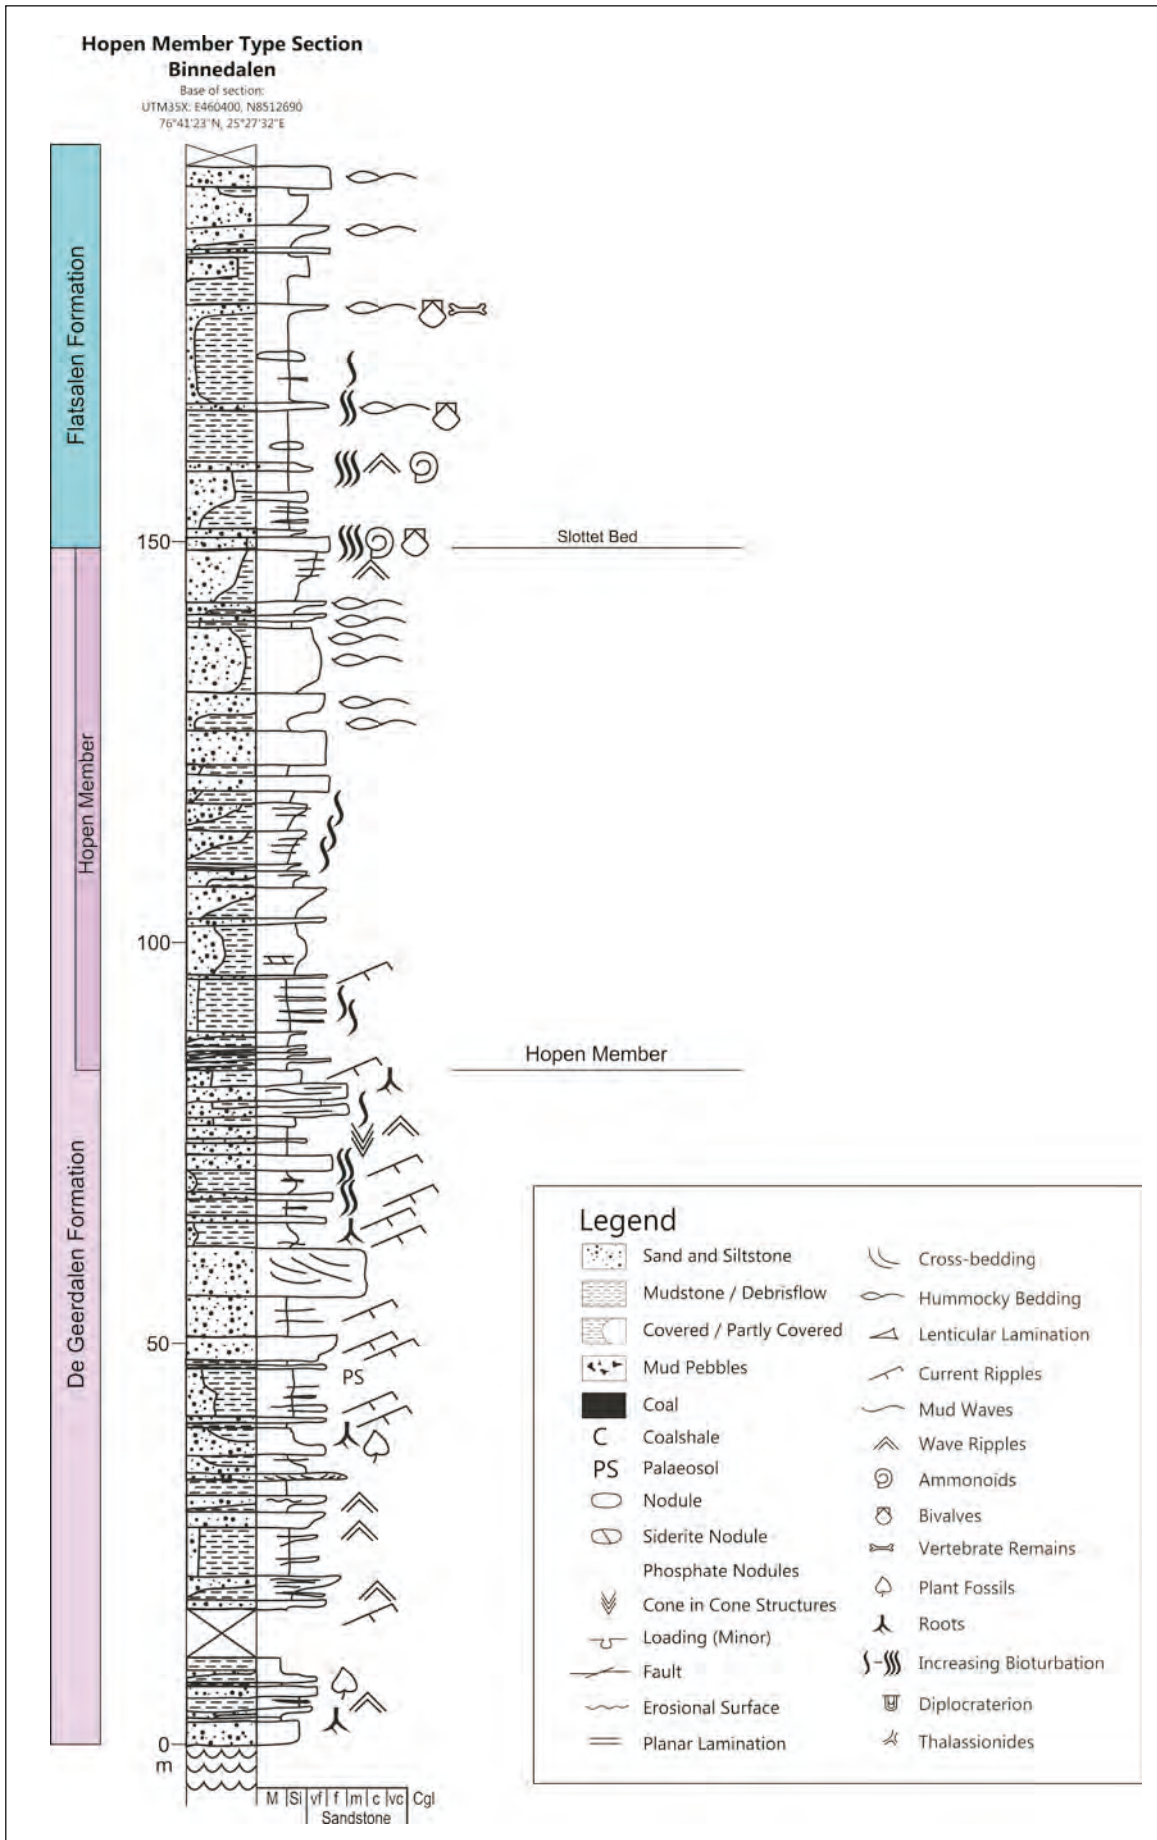 Hopen Member Type Section
Binnedalen
Base of section:
UTM35X: E460400, N8512690
76°41'23"N, 25°27'32"E
Flatsalen Formation
Hopen Member
De Geerdalen Formation
150
Slottet Bed
100
Hopen Member
50
PS
0
m
M Si vf f m c vc Cgl
Sandstone
Legend
Sand and Siltstone
Mudstone / Debrisflow
Covered / Partly Covered
Mud Pebbles
Coal
C Coalshale
PS Palaeosol
Nodule
Siderite Nodule
Phosphate Nodules
Cone in Cone Structures
Loading (Minor)
Fault
Erosional Surface
Planar Lamination
Cross-bedding
Hummocky Bedding
Lenticular Lamination
Current Ripples
Mud Waves
Wave Ripples
Ammonoids
Bivalves
Vertebrate Remains
Plant Fossils
Roots
Increasing Bioturbation
Diplocraterion
Thalassionides